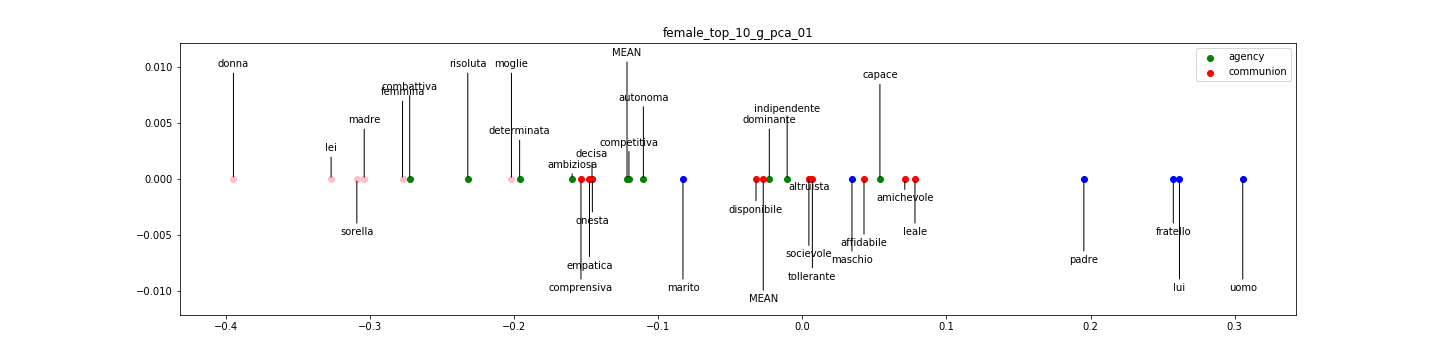 female_top_10_g_pca_01
MEAN
donna
risoluta
moglie
capace
combattiva
femmina
autonoma
indipendente
madre
dominante
determinata
competitiva
lei
decisa
ambiziosa
altruista
amichevole
disponibile
onesta
sorella
fratello
leale
affidabile
socievole
maschio
padre
empatica
tollerante
comprensiva
marito
lui
uomo
MEAN
agency
communion
0.010
0.005
0.000
−0.005
−0.010
−0.4
−0.3
−0.2
−0.1
0.0
0.1
0.2
0.3